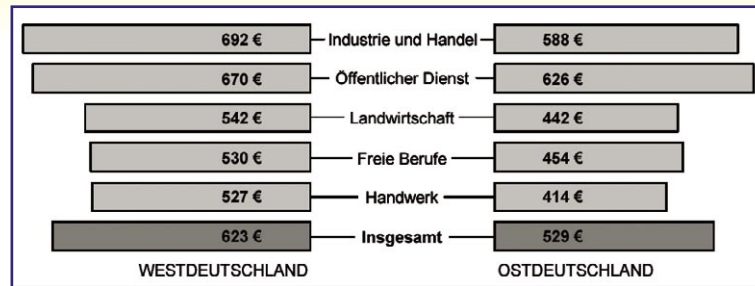 692 € Industrie und Handel 588 €
670 € Öffentlicher Dienst 626 €
542 € Landwirtschaft 442 €
530 € Freie Berufe 454 €
527 € Handwerk 414 €
623 € Insgesamt 529 €
WESTDEUTSCHLAND OSTDEUTSCHLAND